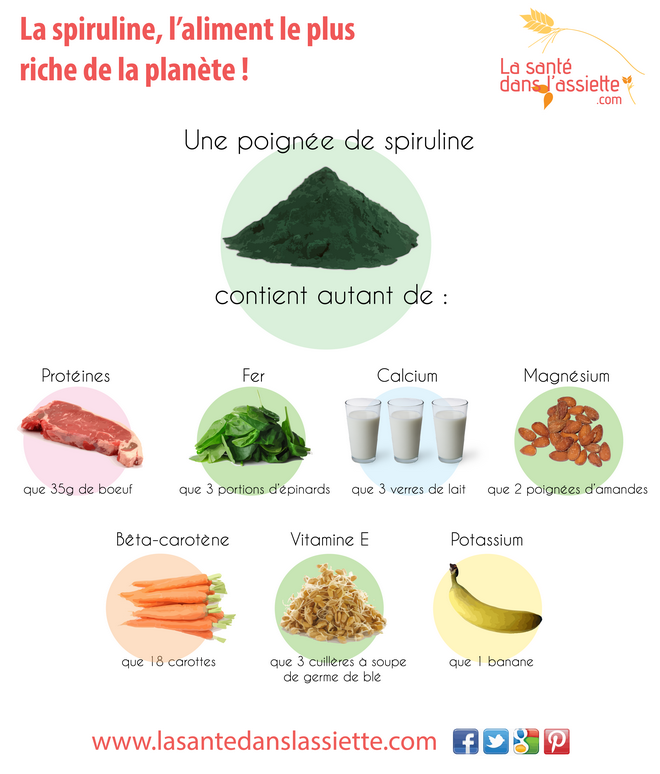 La spiruline, l'aliment le plus
riche de la planète !
La santé
dans l'assiette
.com
Une poignée de spiruline
contient autant de :
Protéines
que 35g de boeuf
Fer
que 3 portions d'épinards
Calcium
que 3 verres de lait
Magnésium
que 2 poignées d'amandes
Bêta-carotène
que 18 carottes
Vitamine E
que 3 cuillères à soupe
de germe de blé
Potassium
que 1 banane
www.lasantedanslassiette.com